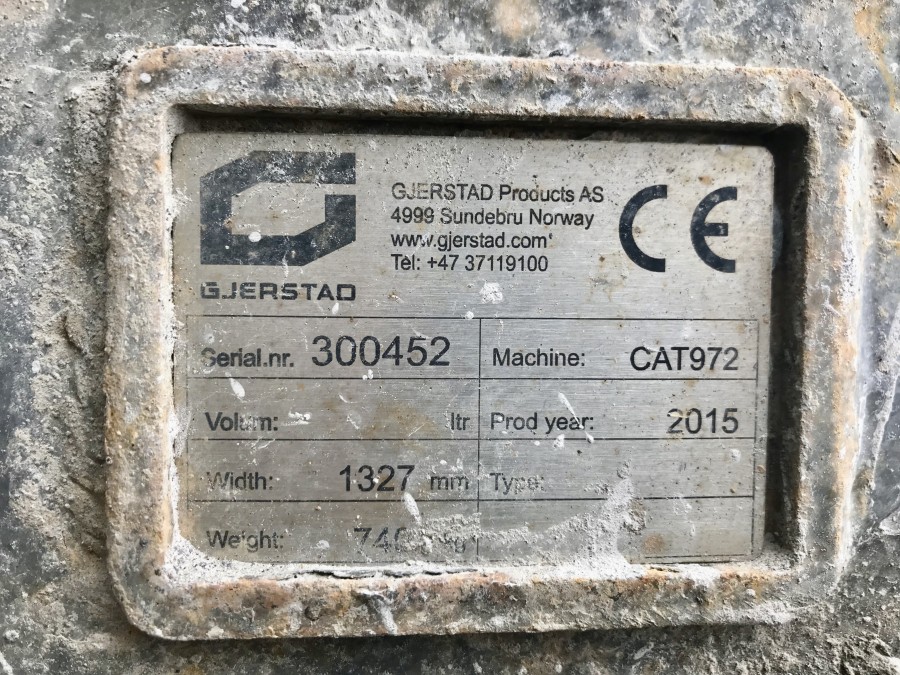 GJERSTAD Products AS
4999 Sundebru Norway
www.gjerstad.com
Tel: +47 37119100
CE
GJERSTAD
Serial.nr. 300452 Machine: CAT972
Volum: ltr Prod year: 2015
Width: 1327 mm Type:
Weight: kg